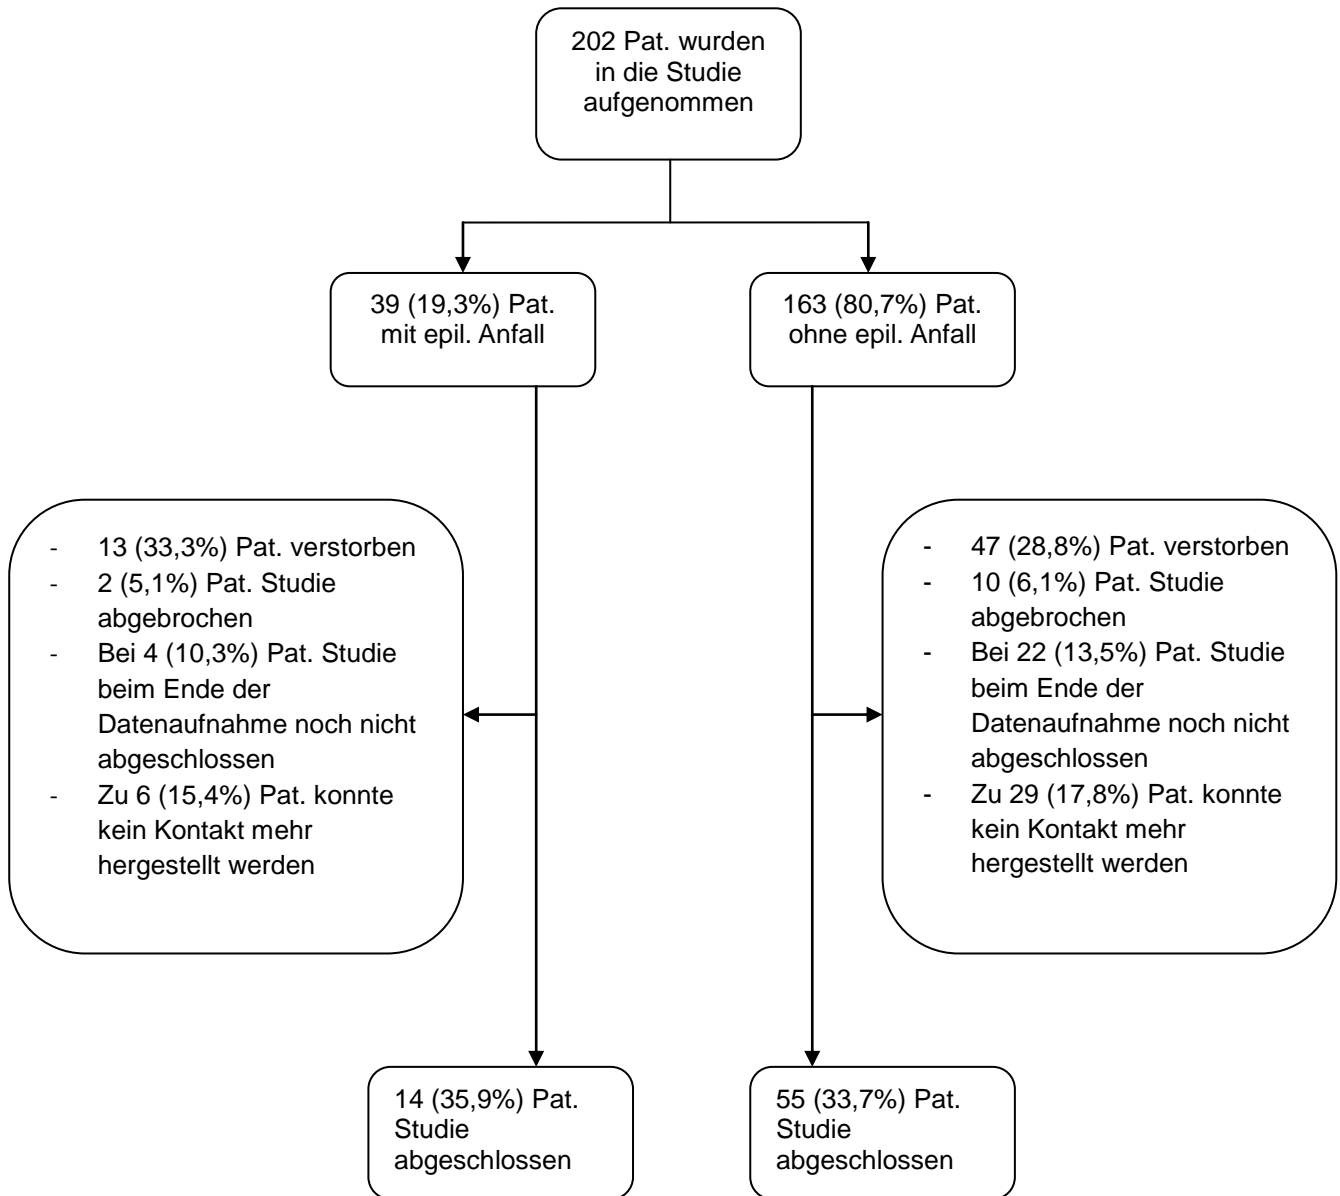 202 Pat. wurden
in die Studie
aufgenommen
39 (19,3%) Pat.
mit epil. Anfall
163 (80,7%) Pat.
ohne epil. Anfall
- 13 (33,3%) Pat. verstorben
- 2 (5,1%) Pat. Studie
abgebrochen
- Bei 4 (10,3%) Pat. Studie
beim Ende der
Datenaufnahme noch nicht
abgeschlossen
- Zu 6 (15,4%) Pat. konnte
kein Kontakt mehr
hergestellt werden
- 47 (28,8%) Pat. verstorben
- 10 (6,1%) Pat. Studie
abgebrochen
- Bei 22 (13,5%) Pat. Studie
beim Ende der
Datenaufnahme noch nicht
abgeschlossen
- Zu 29 (17,8%) Pat. konnte
kein Kontakt mehr
hergestellt werden
14 (35,9%) Pat.
Studie
abgeschlossen
55 (33,7%) Pat.
Studie
abgeschlossen